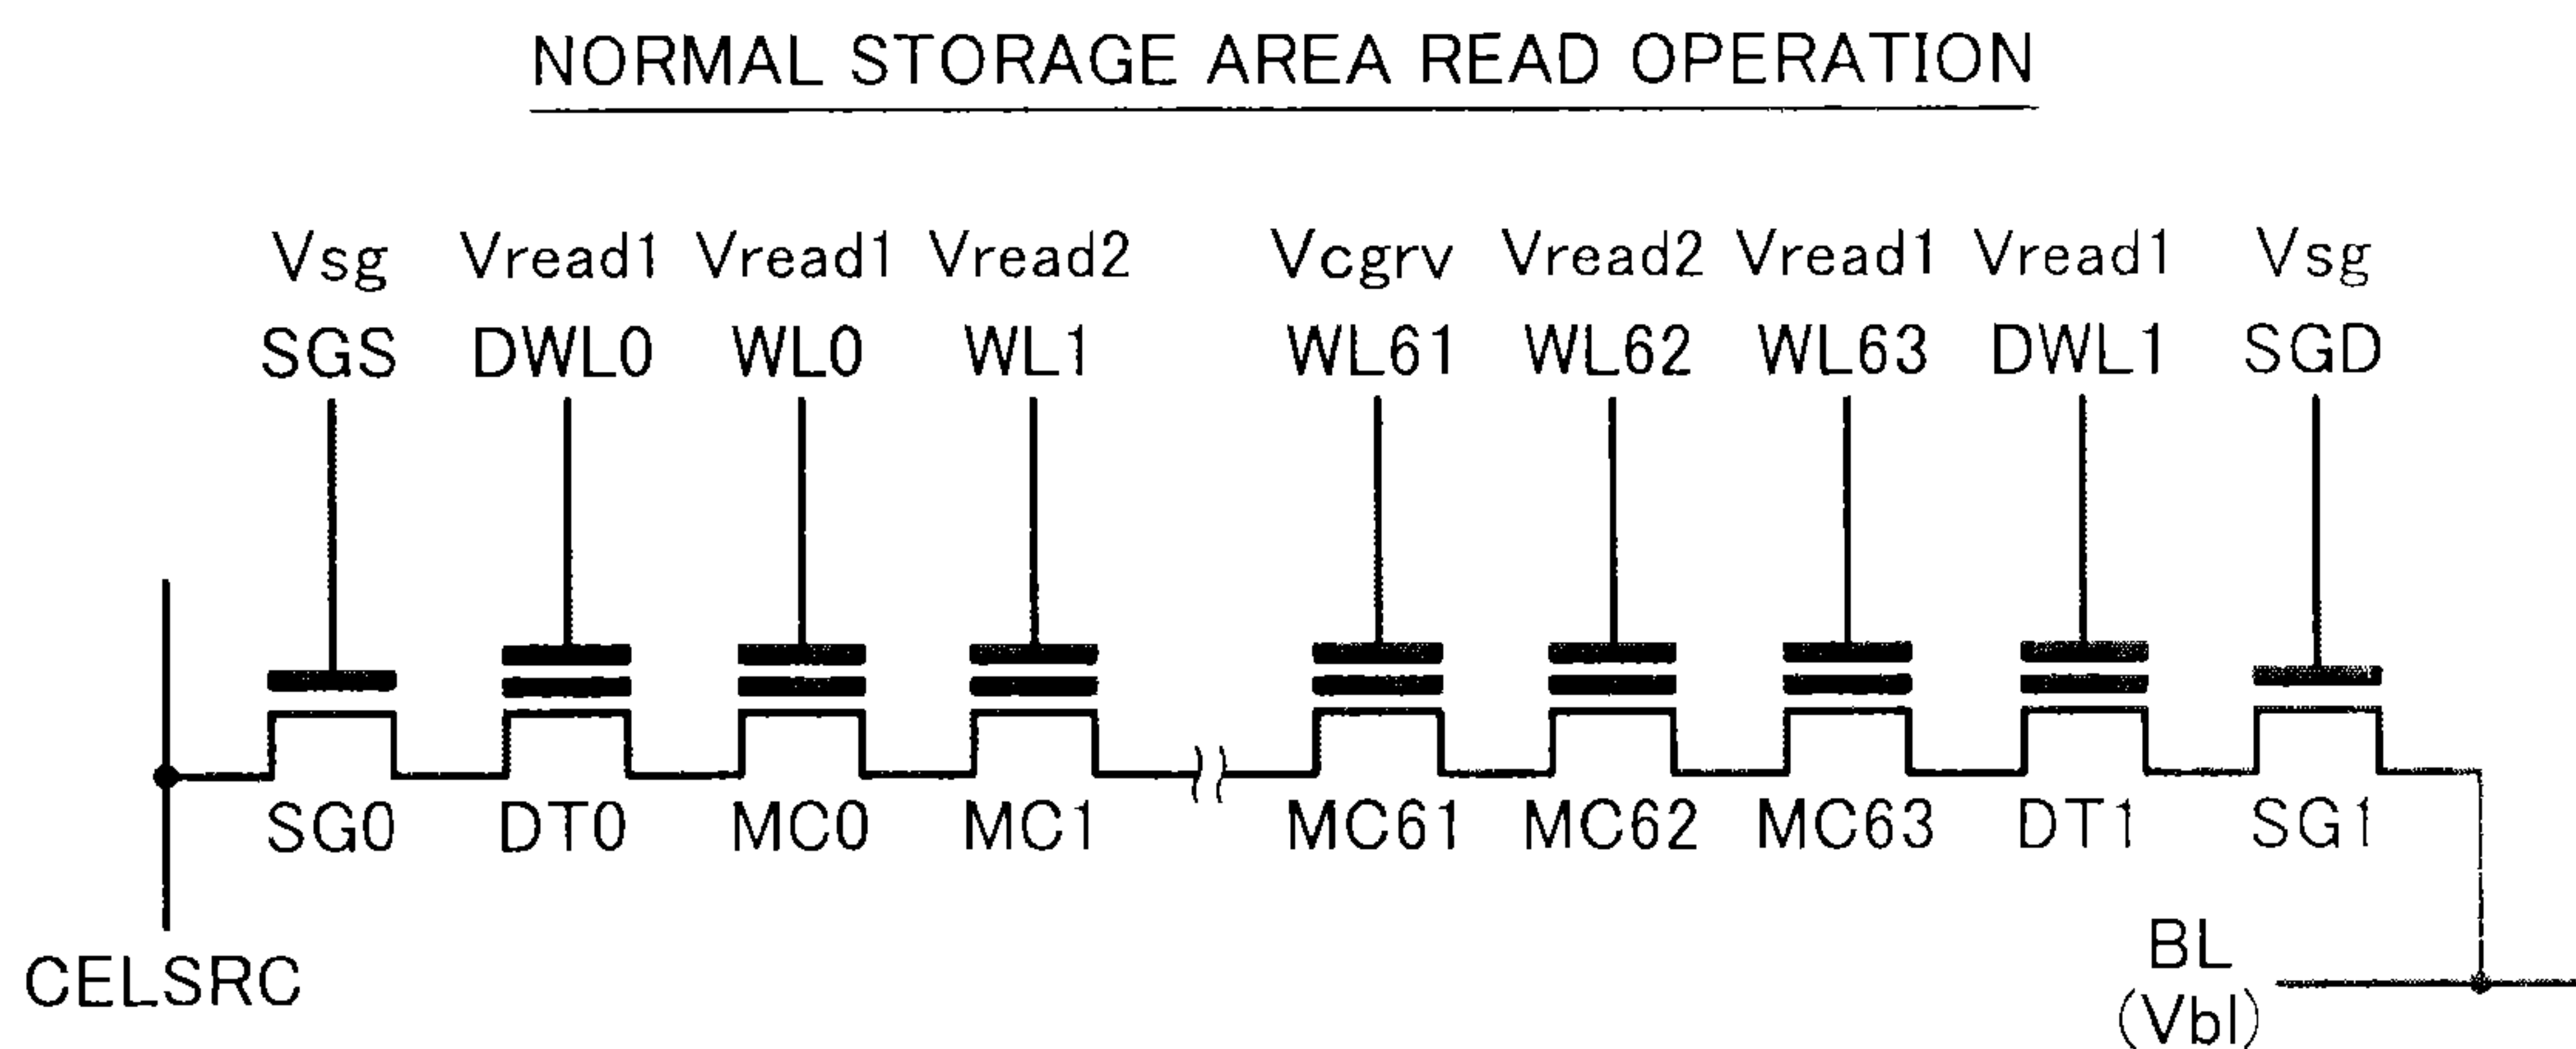 NORMAL STORAGE AREA READ OPERATION
Vsg Vread1 Vread1 Vread2 Vcgrv Vread2 Vread1 Vread1 Vsg
SGS DWL0 WL0 WL1 WL61 WL62 WL63 DWL1 SGD
SG0 DT0 MC0 MC1 MC61 MC62 MC63 DT1 SG1
CELSRC
BL
(Vbl)